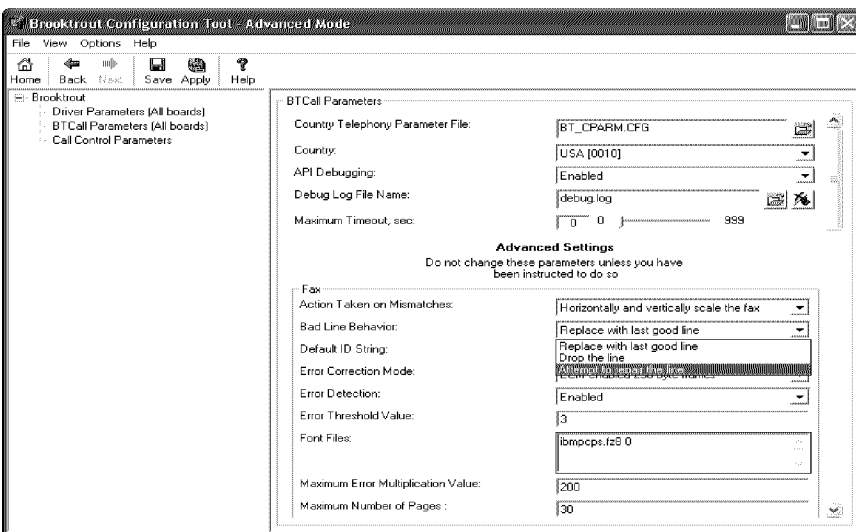 Brooktrout Configuration Tool - Advanced Mode
File View Options Help
Home Back Next Save Apply Help
Brooktrout
Driver Parameters (All boards)
BTCall Parameters (All boards)
Call Control Parameters
BTCall Parameters
Country Telephony Parameter File: BT_CPARM.CFG
Country: USA [0010]
API Debugging: Enabled
Debug Log File Name: debug.log
Maximum Timeout, sec: 0 0 999
Advanced Settings
Do not change these parameters unless you have
been instructed to do so
Fax
Action Taken on Mismatches: Horizontally and vertically scale the fax
Bad Line Behavior: Replace with last good line
Default ID String: Replace with last good line
Drop the line
Attempt to repair the line
Error Correction Mode:
Error Detection: Enabled
Error Threshold Value: 3
Font Files: ibmpcps.fz8 0
Maximum Error Multiplication Value: 200
Maximum Number of Pages : 30